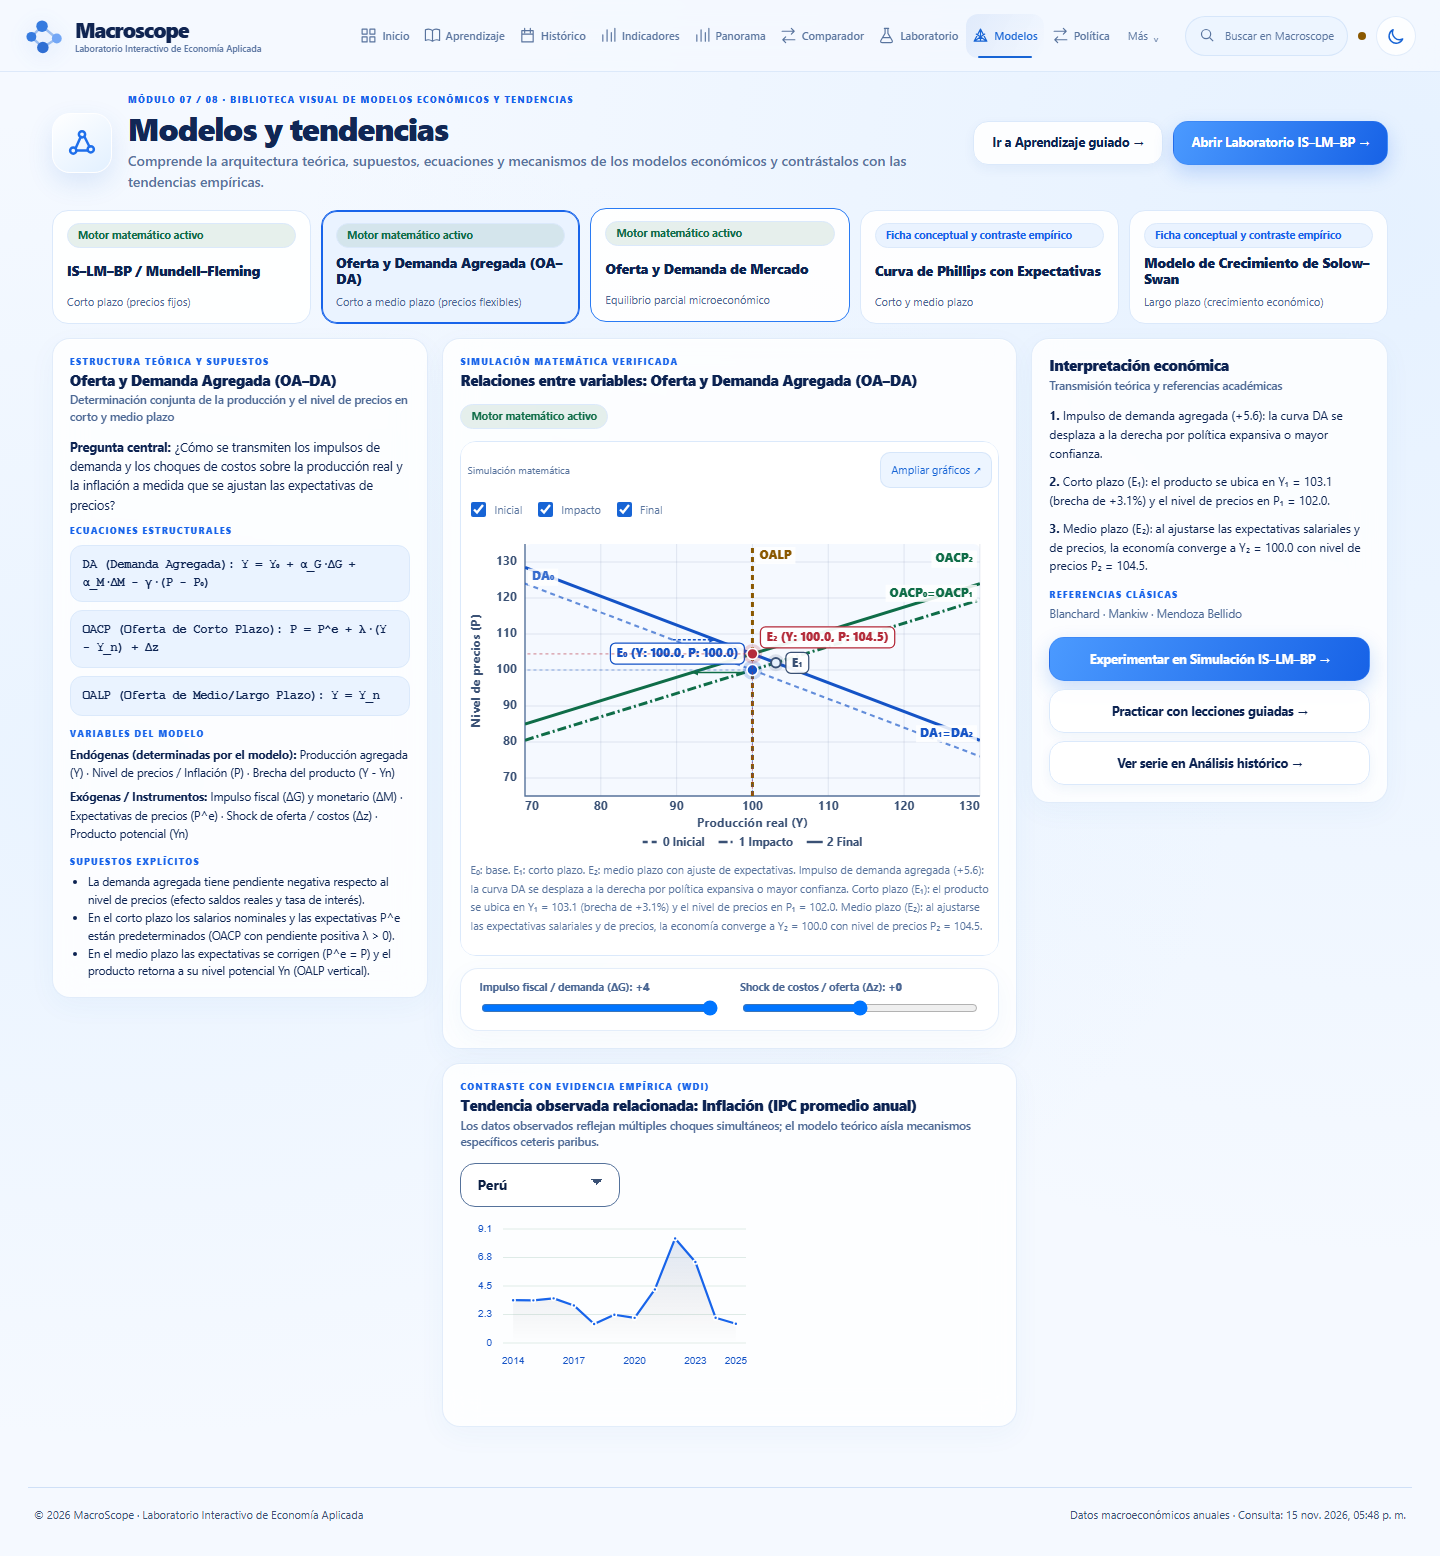 Macroscope
Laboratorio Interactivo de Economía Aplicada
Inicio
Aprendizaje
Histórico
Indicadores
Panorama
Comparador
Laboratorio
Modelos
Política
Más
Buscar en Macroscope
MÓDULO 07 / 08 · BIBLIOTECA VISUAL DE MODELOS ECONÓMICOS Y TENDENCIAS
Modelos y tendencias
Comprende la arquitectura teórica, supuestos, ecuaciones y mecanismos de los modelos económicos y contrástalos con las
tendencias empíricas.
Ir a Aprendizaje guiado →
Abrir Laboratorio IS–LM–BP →
Motor matemático activo
IS–LM–BP / Mundell–Fleming
Corto plazo (precios fijos)
Motor matemático activo
Oferta y Demanda Agregada (OA–
DA)
Corto a medio plazo (precios flexibles)
Motor matemático activo
Oferta y Demanda de Mercado
Equilibrio parcial microeconómico
Ficha conceptual y contraste empírico
Curva de Phillips con Expectativas
Corto y medio plazo
Ficha conceptual y contraste empírico
Modelo de Crecimiento de Solow–
Swan
Largo plazo (crecimiento económico)
ESTRUCTURA TEÓRICA Y SUPUESTOS
Oferta y Demanda Agregada (OA–DA)
Determinación conjunta de la producción y el nivel de precios en
corto y medio plazo
Pregunta central: ¿Cómo se transmiten los impulsos de
demanda y los choques de costos sobre la producción real y
la inflación a medida que se ajustan las expectativas de
precios?
ECUACIONES ESTRUCTURALES
DA (Demanda Agregada): Y = Y₀ + α_G·ΔG +
α_M·ΔM - γ·(P - P₀)
OACP (Oferta de Corto Plazo): P = P^e + λ·(Y
- Y_n) + Δz
OALP (Oferta de Medio/Largo Plazo): Y = Y_n
VARIABLES DEL MODELO
Endógenas (determinadas por el modelo): Producción agregada
(Y) · Nivel de precios / Inflación (P) · Brecha del producto (Y - Yn)
Exógenas / Instrumentos: Impulso fiscal (ΔG) y monetario (ΔM) ·
Expectativas de precios (P^e) · Shock de oferta / costos (Δz) ·
Producto potencial (Yn)
SUPUESTOS EXPLÍCITOS
• La demanda agregada tiene pendiente negativa respecto al
nivel de precios (efecto saldos reales y tasa de interés).
• En el corto plazo los salarios nominales y las expectativas P^e
están predeterminados (OACP con pendiente positiva λ > 0).
• En el medio plazo las expectativas se corrigen (P^e = P) y el
producto retorna a su nivel potencial Yn (OALP vertical).
SIMULACIÓN MATEMÁTICA VERIFICADA
Relaciones entre variables: Oferta y Demanda Agregada (OA–DA)
Motor matemático activo
Simulación matemática
Ampliar gráficos ↗
Inicial
Impacto
Final
Nivel de precios (P)
130
120
110
100
90
80
70
DA₀
OALP
OACP₂
OACP₀=OACP₁
E₂ (Y: 100.0, P: 104.5)
E₀ (Y: 100.0, P: 100.0)
E₁
DA₁=DA₂
70 80 90 100 110 120 130
Producción real (Y)
0 Inicial 1 Impacto 2 Final
E₀: base. E₁: corto plazo. E₂: medio plazo con ajuste de expectativas. Impulso de demanda agregada (+5.6):
la curva DA se desplaza a la derecha por política expansiva o mayor confianza. Corto plazo (E₁): el producto
se ubica en Y₁ = 103.1 (brecha de +3.1%) y el nivel de precios en P₁ = 102.0. Medio plazo (E₂): al ajustarse
las expectativas salariales y de precios, la economía converge a Y₂ = 100.0 con nivel de precios P₂ = 104.5.
Impulso fiscal / demanda (ΔG): +4
Shock de costos / oferta (Δz): +0
CONTRASTE CON EVIDENCIA EMPÍRICA (WDI)
Tendencia observada relacionada: Inflación (IPC promedio anual)
Los datos observados reflejan múltiples choques simultáneos; el modelo teórico aísla mecanismos
específicos ceteris paribus.
Perú
9.1
6.8
4.5
2.3
0
2014 2017 2020 2023 2025
Interpretación económica
Transmisión teórica y referencias académicas
1. Impulso de demanda agregada (+5.6): la curva DA se
desplaza a la derecha por política expansiva o mayor
confianza.
2. Corto plazo (E₁): el producto se ubica en Y₁ = 103.1
(brecha de +3.1%) y el nivel de precios en P₁ = 102.0.
3. Medio plazo (E₂): al ajustarse las expectativas salariales y
de precios, la economía converge a Y₂ = 100.0 con nivel de
precios P₂ = 104.5.
REFERENCIAS CLÁSICAS
Blanchard · Mankiw · Mendoza Bellido
Experimentar en Simulación IS–LM–BP →
Practicar con lecciones guiadas →
Ver serie en Análisis histórico →
© 2026 MacroScope · Laboratorio Interactivo de Economía Aplicada
Datos macroeconómicos anuales · Consulta: 15 nov. 2026, 05:48 p. m.